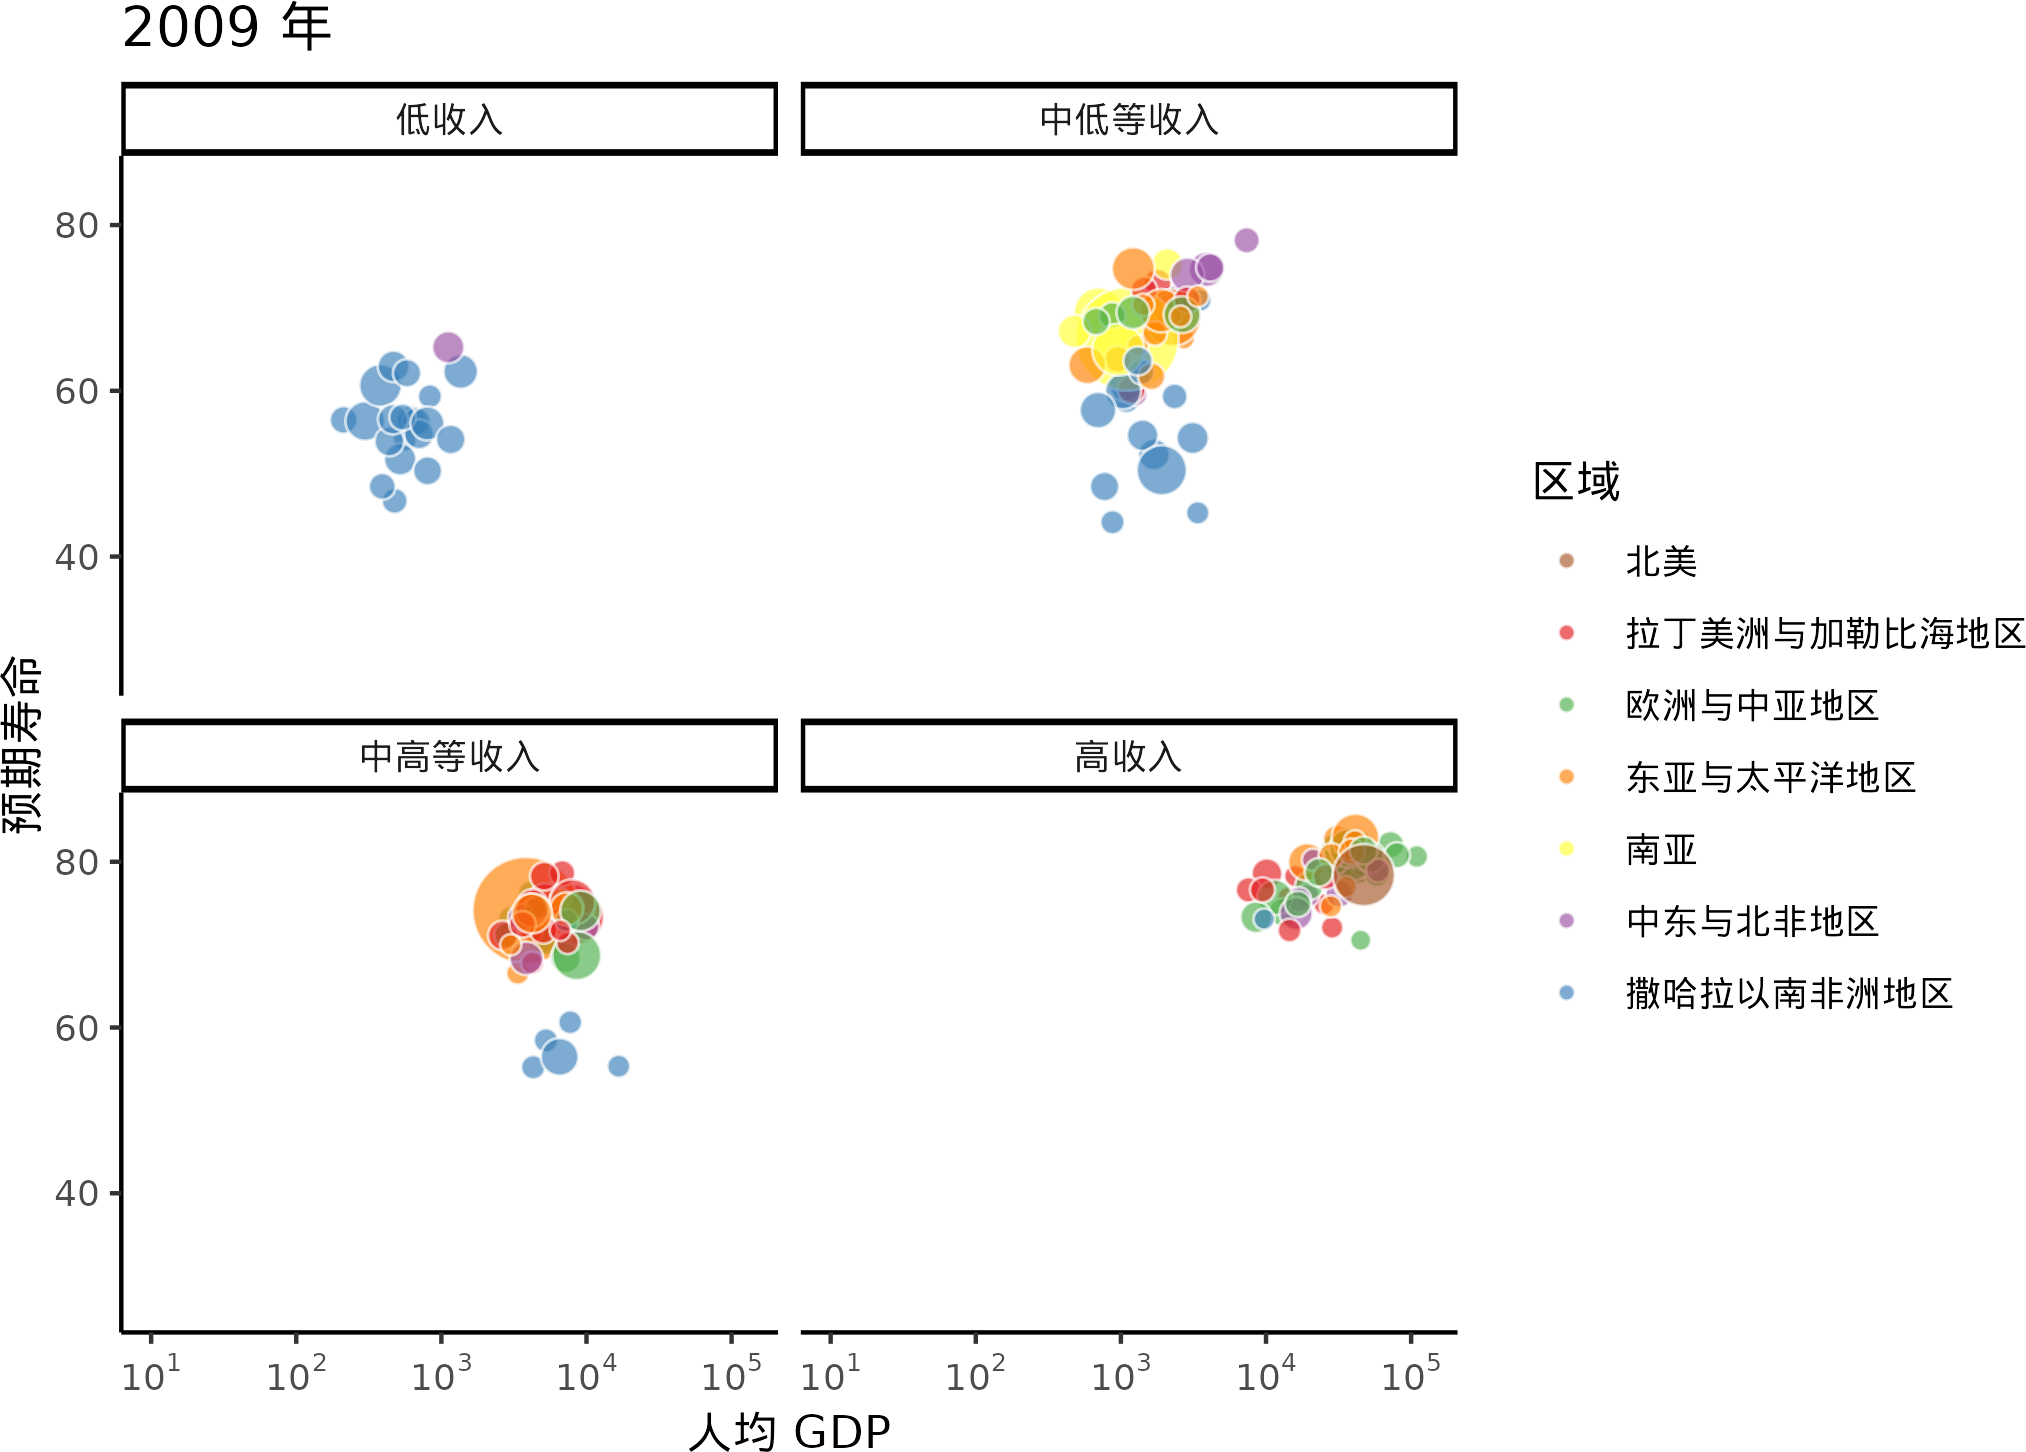 2009 年
低收入
中低等收入
80
60
40
中高等收入
高收入
80
60
40
10^1 10^2 10^3 10^4 10^5
10^1 10^2 10^3 10^4 10^5
人均 GDP
预期寿命
区域
北美
拉丁美洲与加勒比海地区
欧洲与中亚地区
东亚与太平洋地区
南亚
中东与北非地区
撒哈拉以南非洲地区